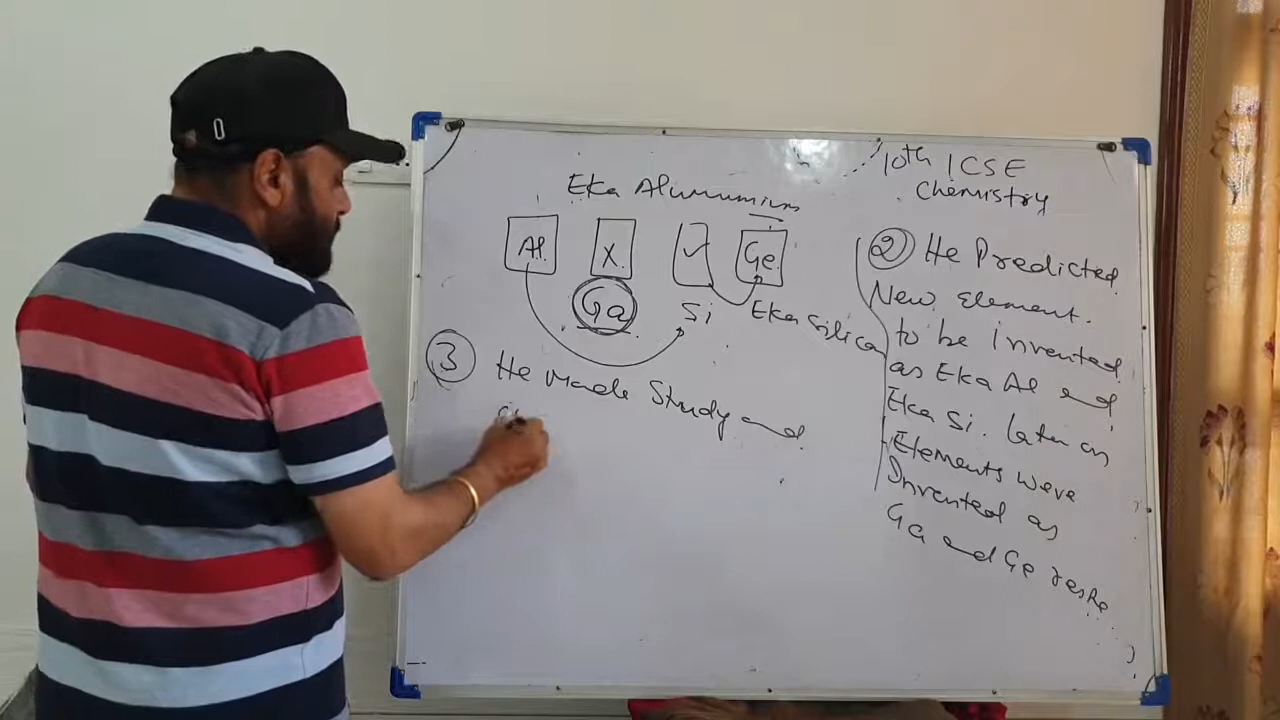 10th ICSE
Chemistry
Eka Alumumium
Al. X. Ge.
Ga Si Eka Silicon
② He Predicted
New Element.
to be Invented
as Eka Al and
Eka Si. Later on
Elements were
Invented as
Ga and Ge
③ He Made Study and